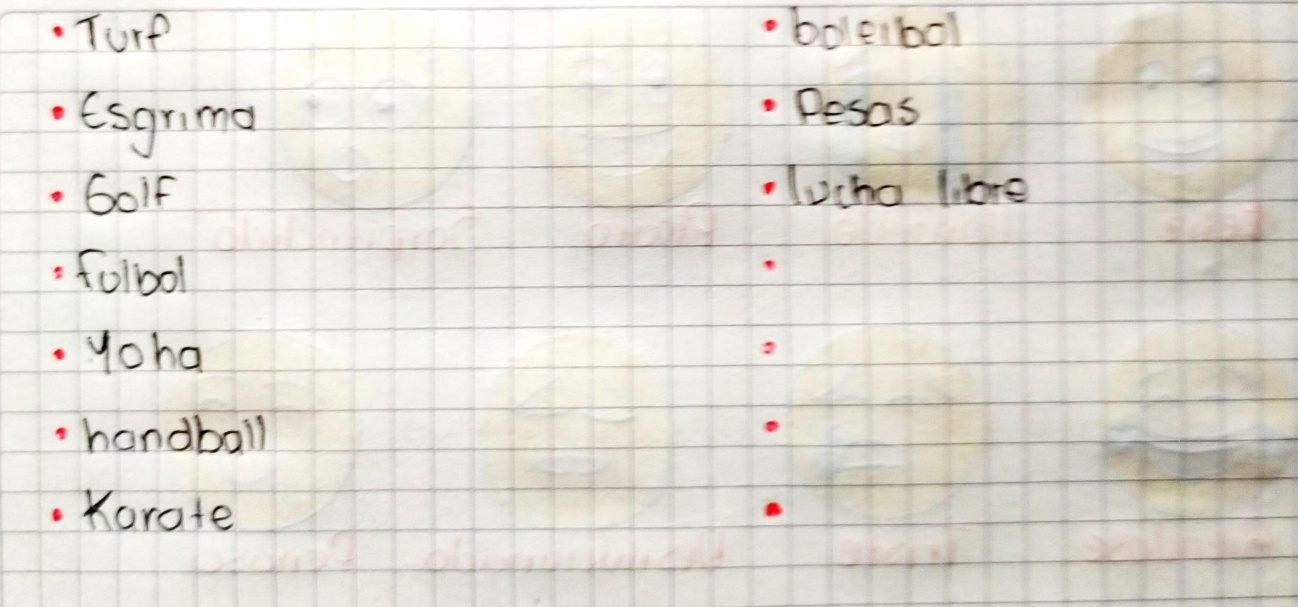 • Turf
• Esgrima
• Golf
• fulbol
• Yoha
• handball
• Karate
• boleibol
• Pesas
• lucha libre